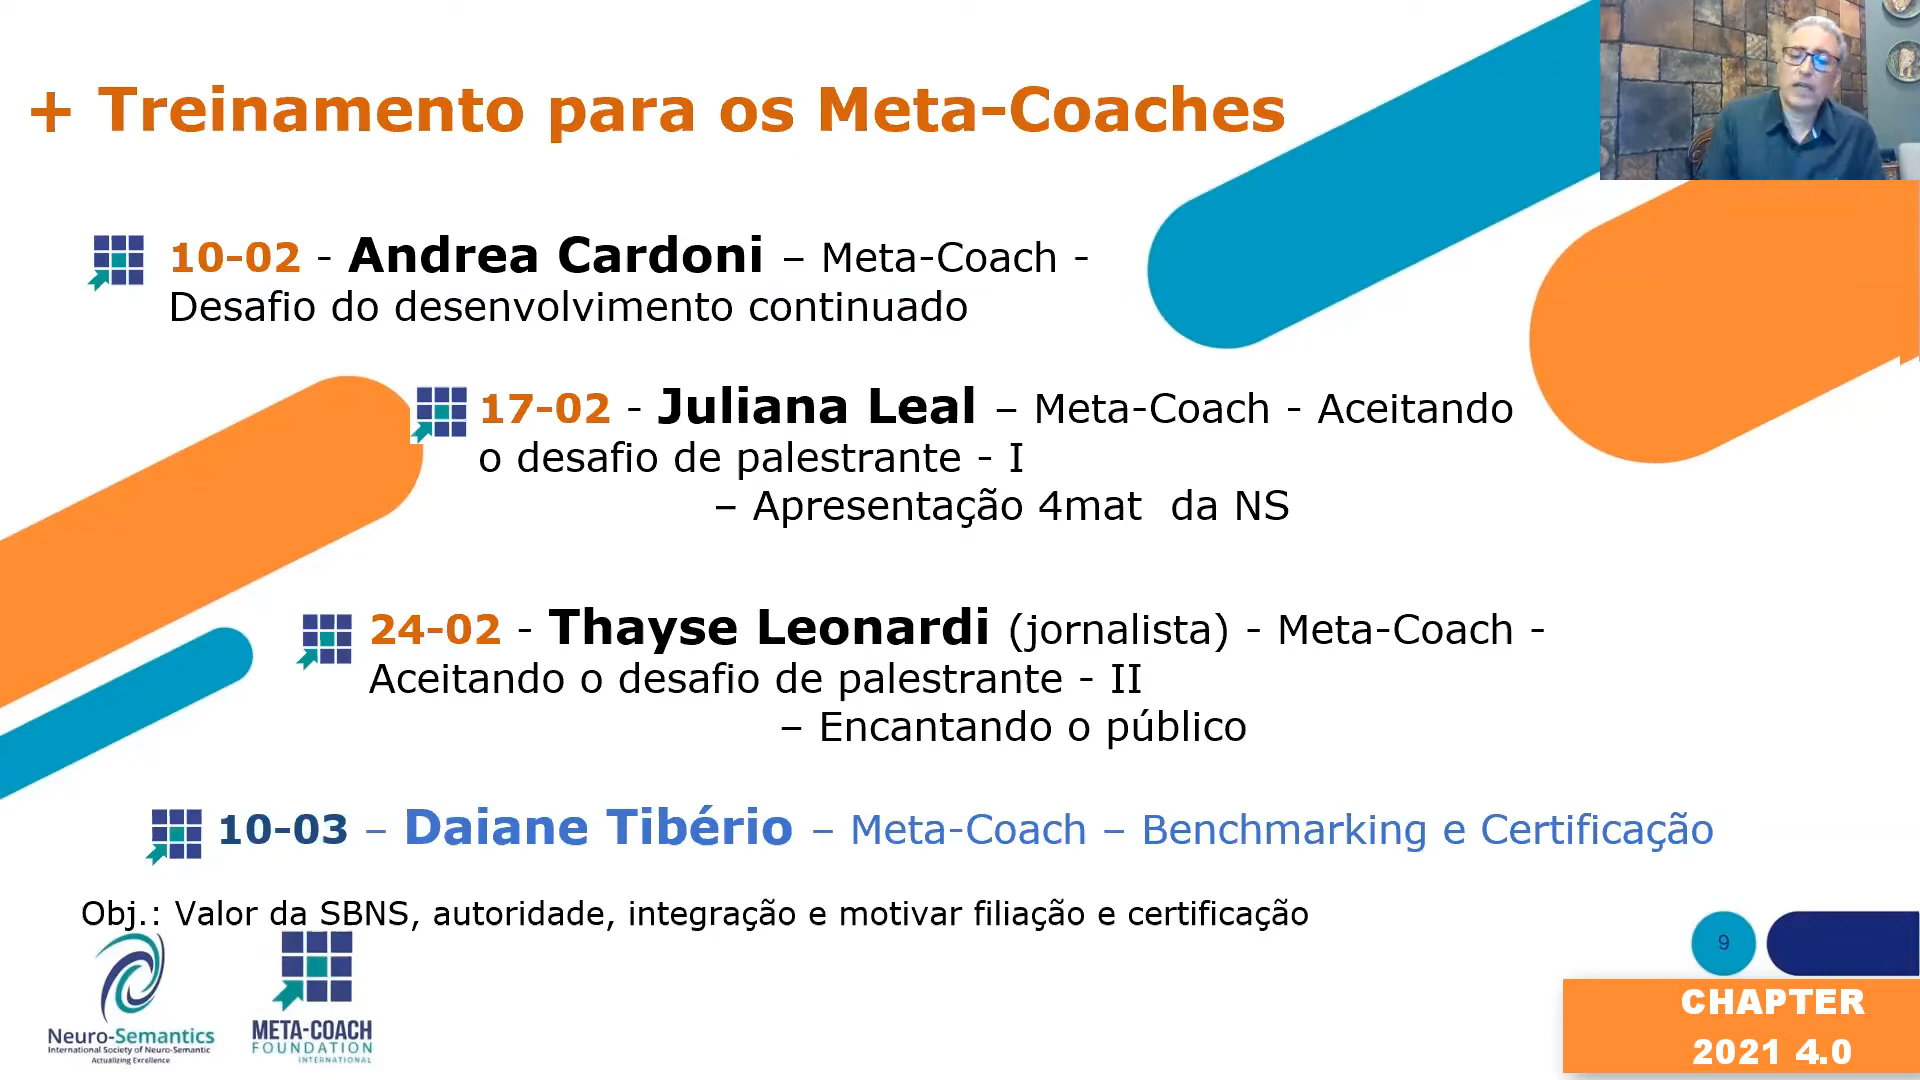 + Treinamento para os Meta-Coaches
10-02 - Andrea Cardoni – Meta-Coach -
Desafio do desenvolvimento continuado
17-02 - Juliana Leal – Meta-Coach - Aceitando
o desafio de palestrante - I
– Apresentação 4mat da NS
24-02 - Thayse Leonardi (jornalista) - Meta-Coach -
Aceitando o desafio de palestrante - II
– Encantando o público
10-03 – Daiane Tibério – Meta-Coach – Benchmarking e Certificação
Obj.: Valor da SBNS, autoridade, integração e motivar filiação e certificação
9
Neuro-Semantics
International Society of Neuro-Semantic
Actualizing Excellence
META-COACH
FOUNDATION
INTERNATIONAL
CHAPTER
2021 4.0